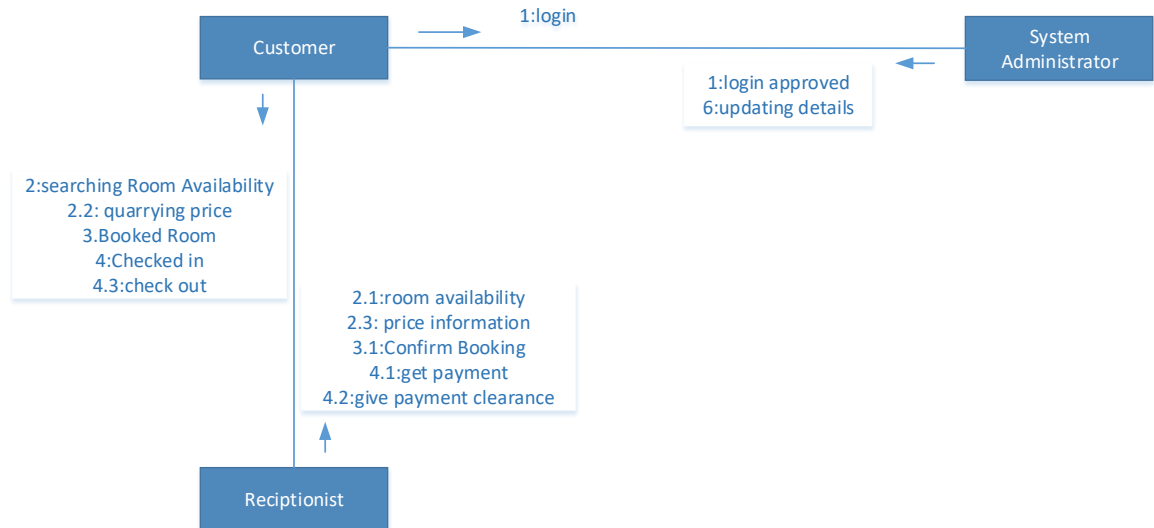 1:login
Customer
System
Administrator
1:login approved
6:updating details
2:searching Room Availability
2.2: quarrying price
3.Booked Room
4:Checked in
4.3:check out
2.1:room availability
2.3: price information
3.1:Confirm Booking
4.1:get payment
4.2:give payment clearance
Reciptionist